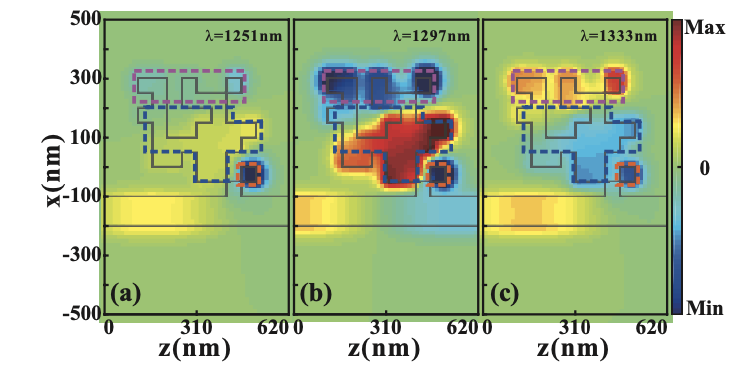 500
300
100
-100
-300
-500
x(nm)
λ=1251nm
λ=1297nm
λ=1333nm
Max
0
Min
(a)
(b)
(c)
0 310 620 0 310 620 0 310 620
z(nm) z(nm) z(nm)